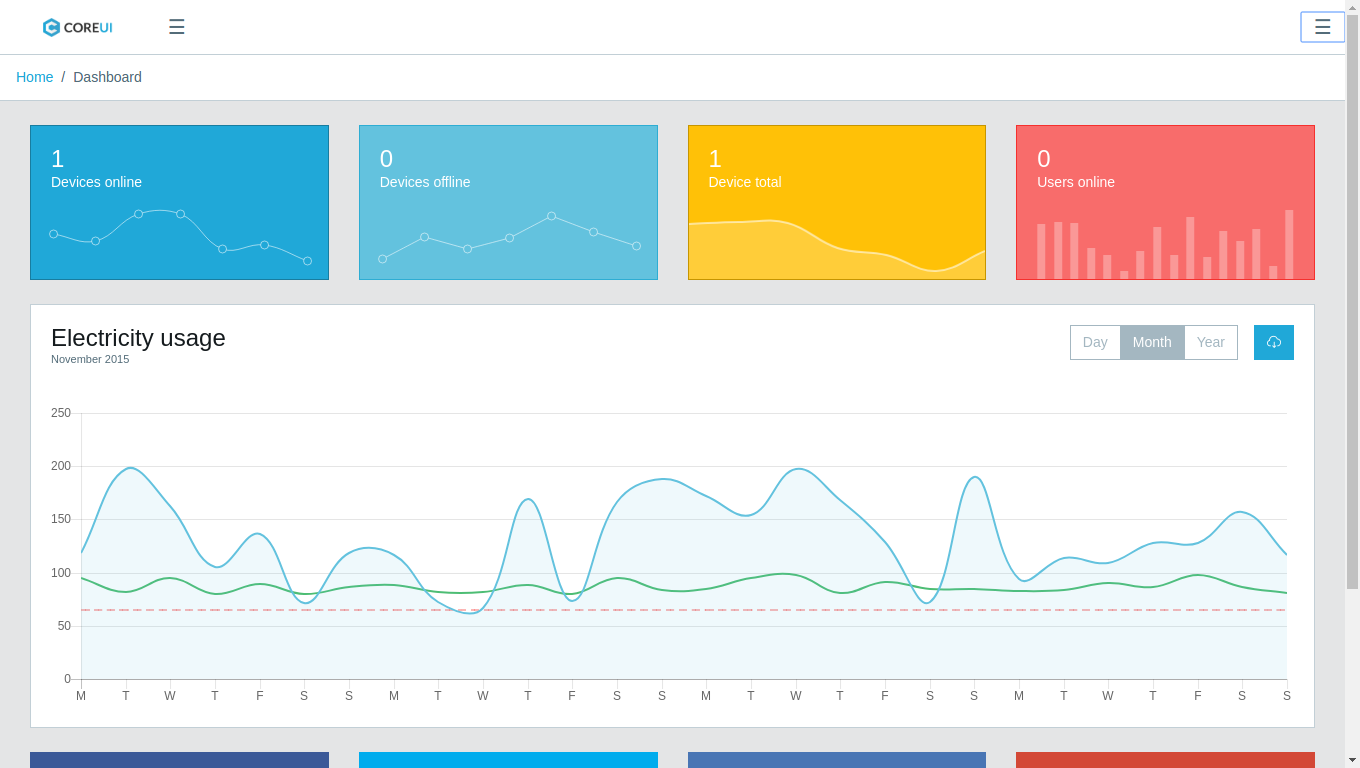 COREUI ☰ ☰
Home / Dashboard
1
Devices online
0
Devices offline
1
Device total
0
Users online
Electricity usage
November 2015
Day Month Year
250
200
150
100
50
0
M T W T F S S M T W T F S S M T W T F S S M T W T F S S